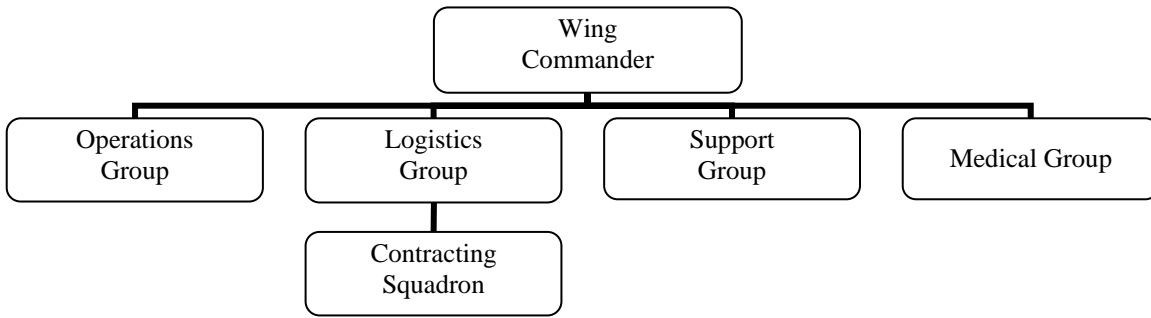 Wing
Commander
Operations
Group
Logistics
Group
Support
Group
Medical Group
Contracting
Squadron